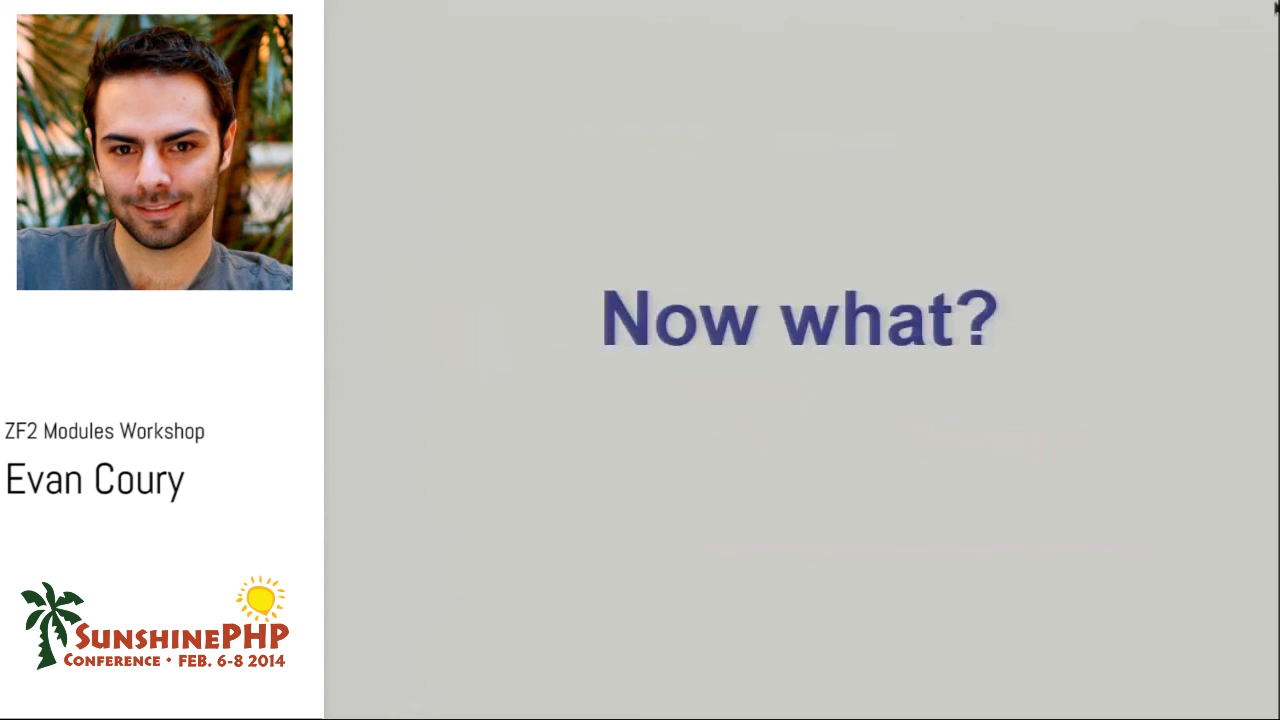 ZF2 Modules Workshop
Evan Coury
SUNSHINEPHP
CONFERENCE • FEB. 6-8 2014
Now what?